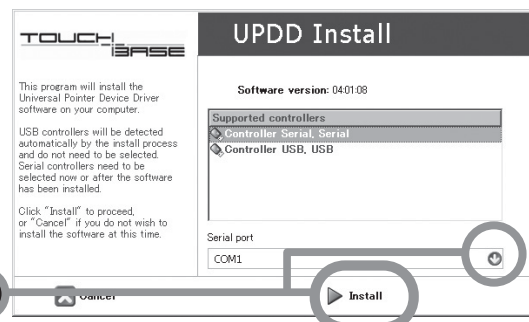 TOUCH
BASE
UPDD Install
This program will install the
Universal Pointer Device Driver
software on your computer.
USB controllers will be detected
automatically by the install process
and do not need to be selected.
Serial controllers need to be
selected now or after the software
has been installed.
Click "Install" to proceed,
or "Cancel" if you do not wish to
install the software at this time.
Software version: 04:01:08
Supported controllers
Controller Serial, Serial
Controller USB, USB
Serial port
COM1
Cancel
Install